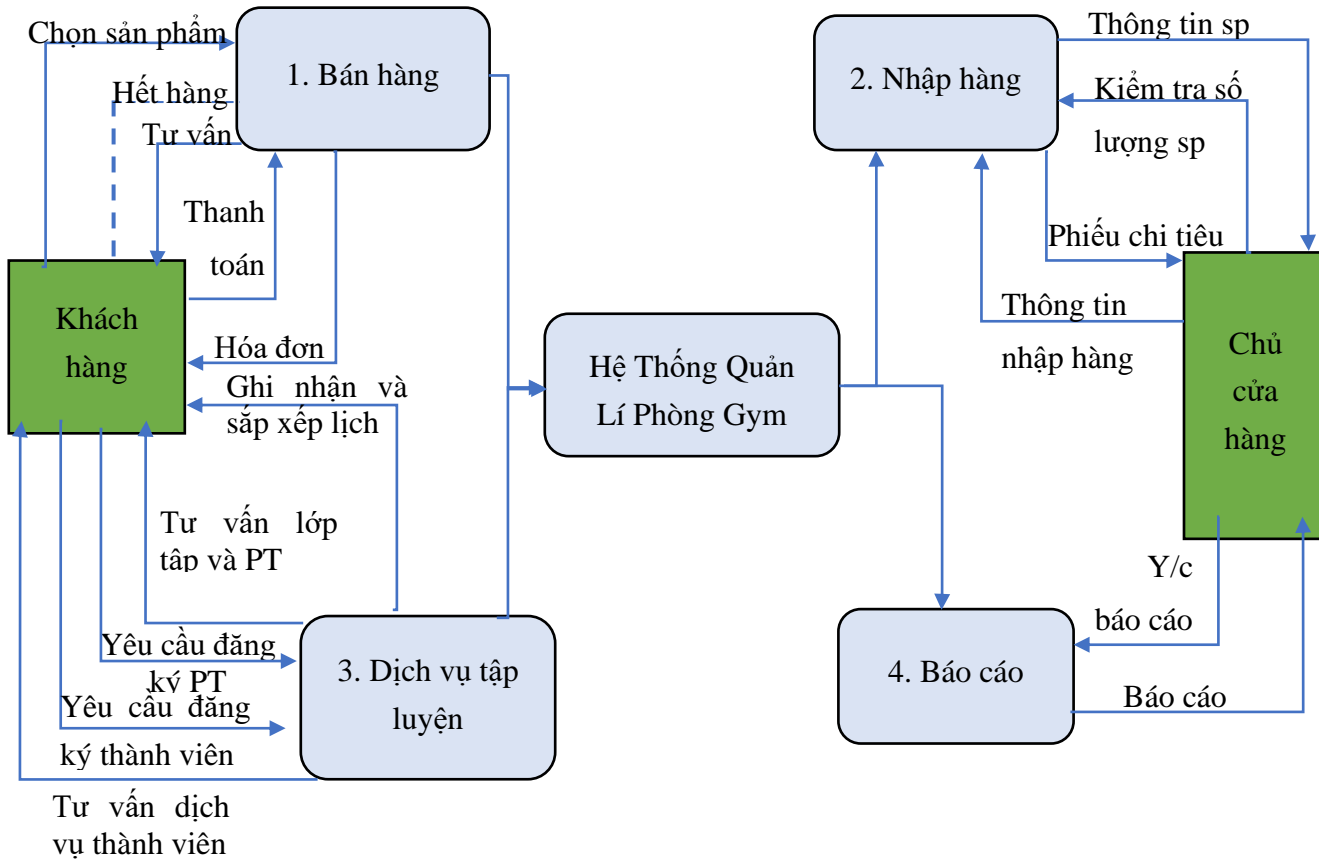 Chọn sản phẩm
1. Bán hàng
Hết hàng
Tư vấn
Thanh
toán
Khách
hàng
Hóa đơn
Ghi nhận và
sắp xếp lịch
Tư vấn lớp
tập và PT
Yêu cầu đăng
ký PT
Yêu cầu đăng
ký thành viên
Tư vấn dịch
vụ thành viên
3. Dịch vụ tập
luyện
Hệ Thống Quản
Lí Phòng Gym
2. Nhập hàng
Thông tin sp
Kiểm tra số
lượng sp
Phiếu chi tiêu
Thông tin
nhập hàng
Chủ
cửa
hàng
Y/c
báo cáo
4. Báo cáo
Báo cáo